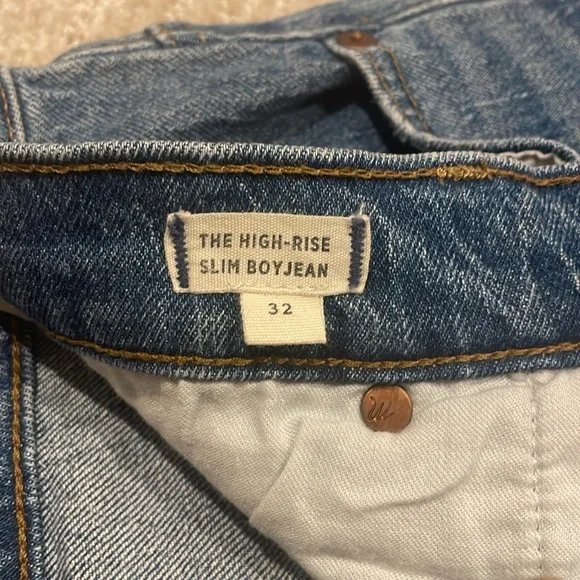 THE HIGH-RISE
SLIM BOYJEAN
32
m